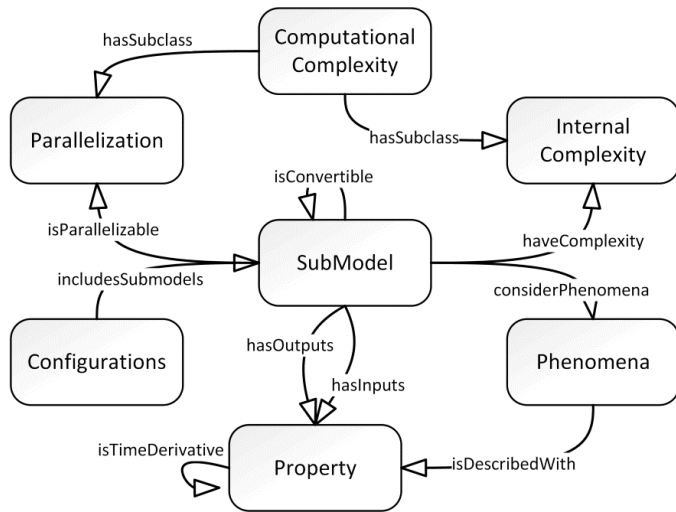 Computational
Complexity
hasSubclass
Parallelization
hasSubclass
Internal
Complexity
isConvertible
isParallelizable
SubModel
haveComplexity
includesSubmodels
considerPhenomena
Configurations
hasOutputs
Phenomena
hasInputs
isTimeDerivative
Property
isDescribedWith